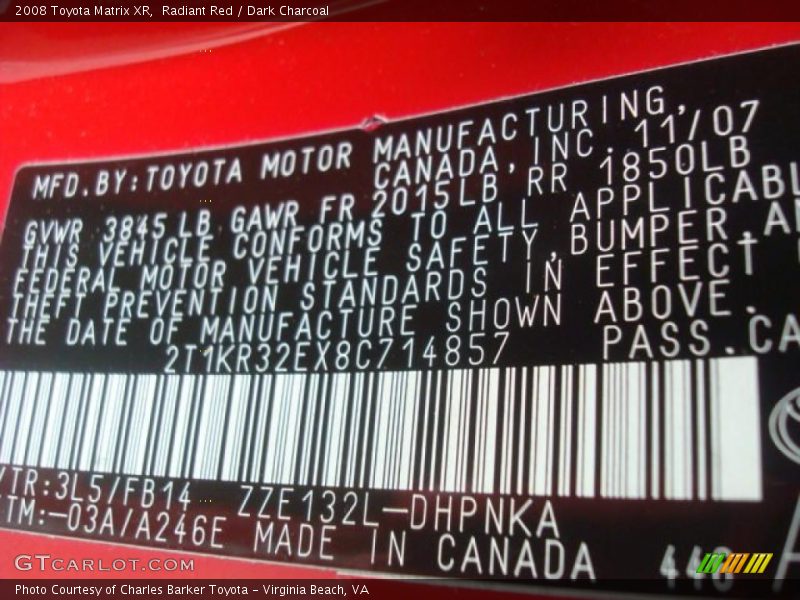 2008 Toyota Matrix XR, Radiant Red / Dark Charcoal
MFD.BY:TOYOTA MOTOR MANUFACTURING,
CANADA, INC. 11/07
GVWR 3845LB GAWR FR 2015LB RR 1850LB
THIS VEHICLE CONFORMS TO ALL APPLICABL
FEDERAL MOTOR VEHICLE SAFETY,BUMPER,A
THEFT PREVENTION STANDARDS IN EFFECT
THE DATE OF MANUFACTURE SHOWN ABOVE.
2T1KR32EX8C714857 PASS.CA
/TR:3L5/FB14 ZZE132L-DHPNKA
TM:-03A/A246E MADE IN CANADA
GTCARLOT.COM
Photo Courtesy of Charles Barker Toyota - Virginia Beach, VA